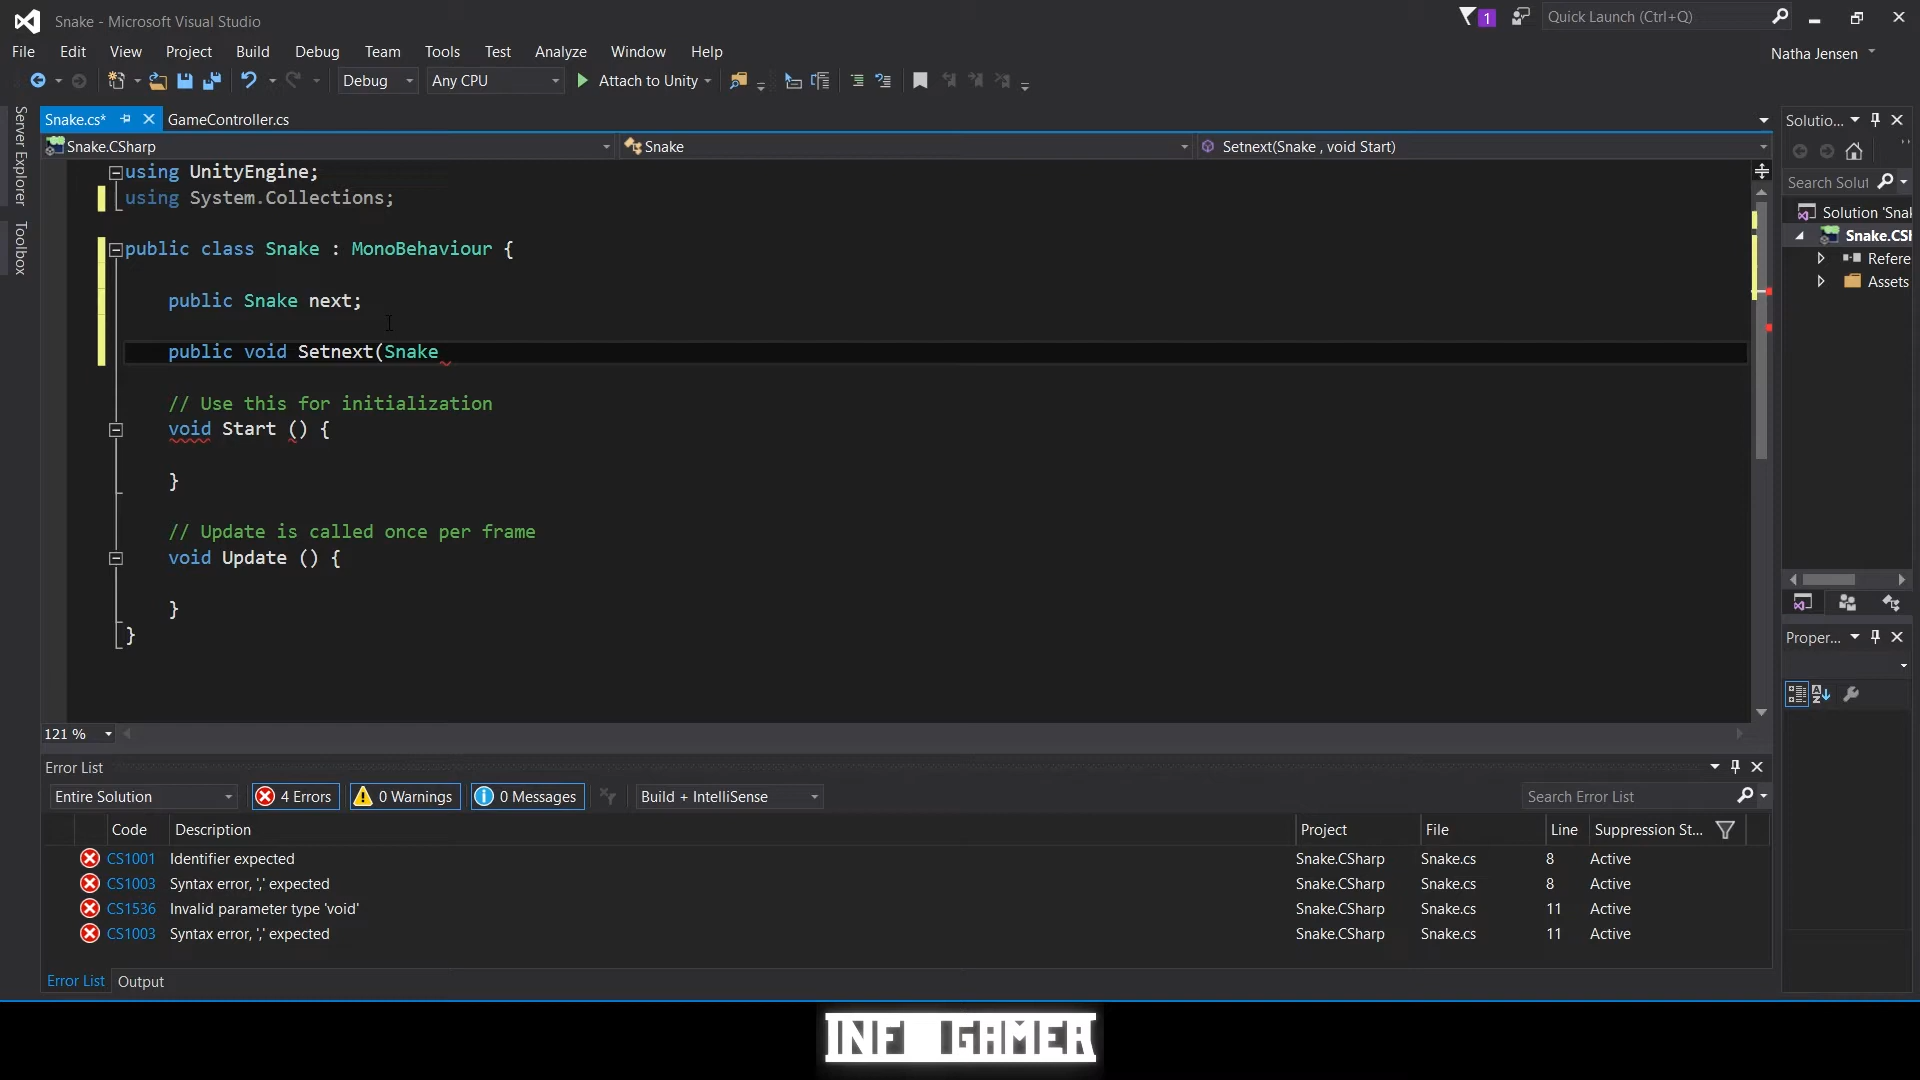 Snake - Microsoft Visual Studio
1
Quick Launch (Ctrl+Q)
File Edit View Project Build Debug Team Tools Test Analyze Window Help
Natha Jensen
Debug Any CPU Attach to Unity
Server Explorer
Toolbox
Snake.cs* GameController.cs
Snake.CSharp Snake Setnext(Snake , void Start)
using UnityEngine;
using System.Collections;
public class Snake : MonoBehaviour {
public Snake next;
public void Setnext(Snake
// Use this for initialization
void Start () {
}
// Update is called once per frame
void Update () {
}
}
121 %
Solutio...
Search Solut
Solution 'Snal
Snake.CSl
Refere
Assets
Proper...
Error List
Entire Solution 4 Errors 0 Warnings 0 Messages Build + IntelliSense Search Error List
Code Description Project File Line Suppression St...
CS1001 Identifier expected Snake.CSharp Snake.cs 8 Active
CS1003 Syntax error, ',' expected Snake.CSharp Snake.cs 8 Active
CS1536 Invalid parameter type 'void' Snake.CSharp Snake.cs 11 Active
CS1003 Syntax error, ',' expected Snake.CSharp Snake.cs 11 Active
Error List Output
INF GAMER